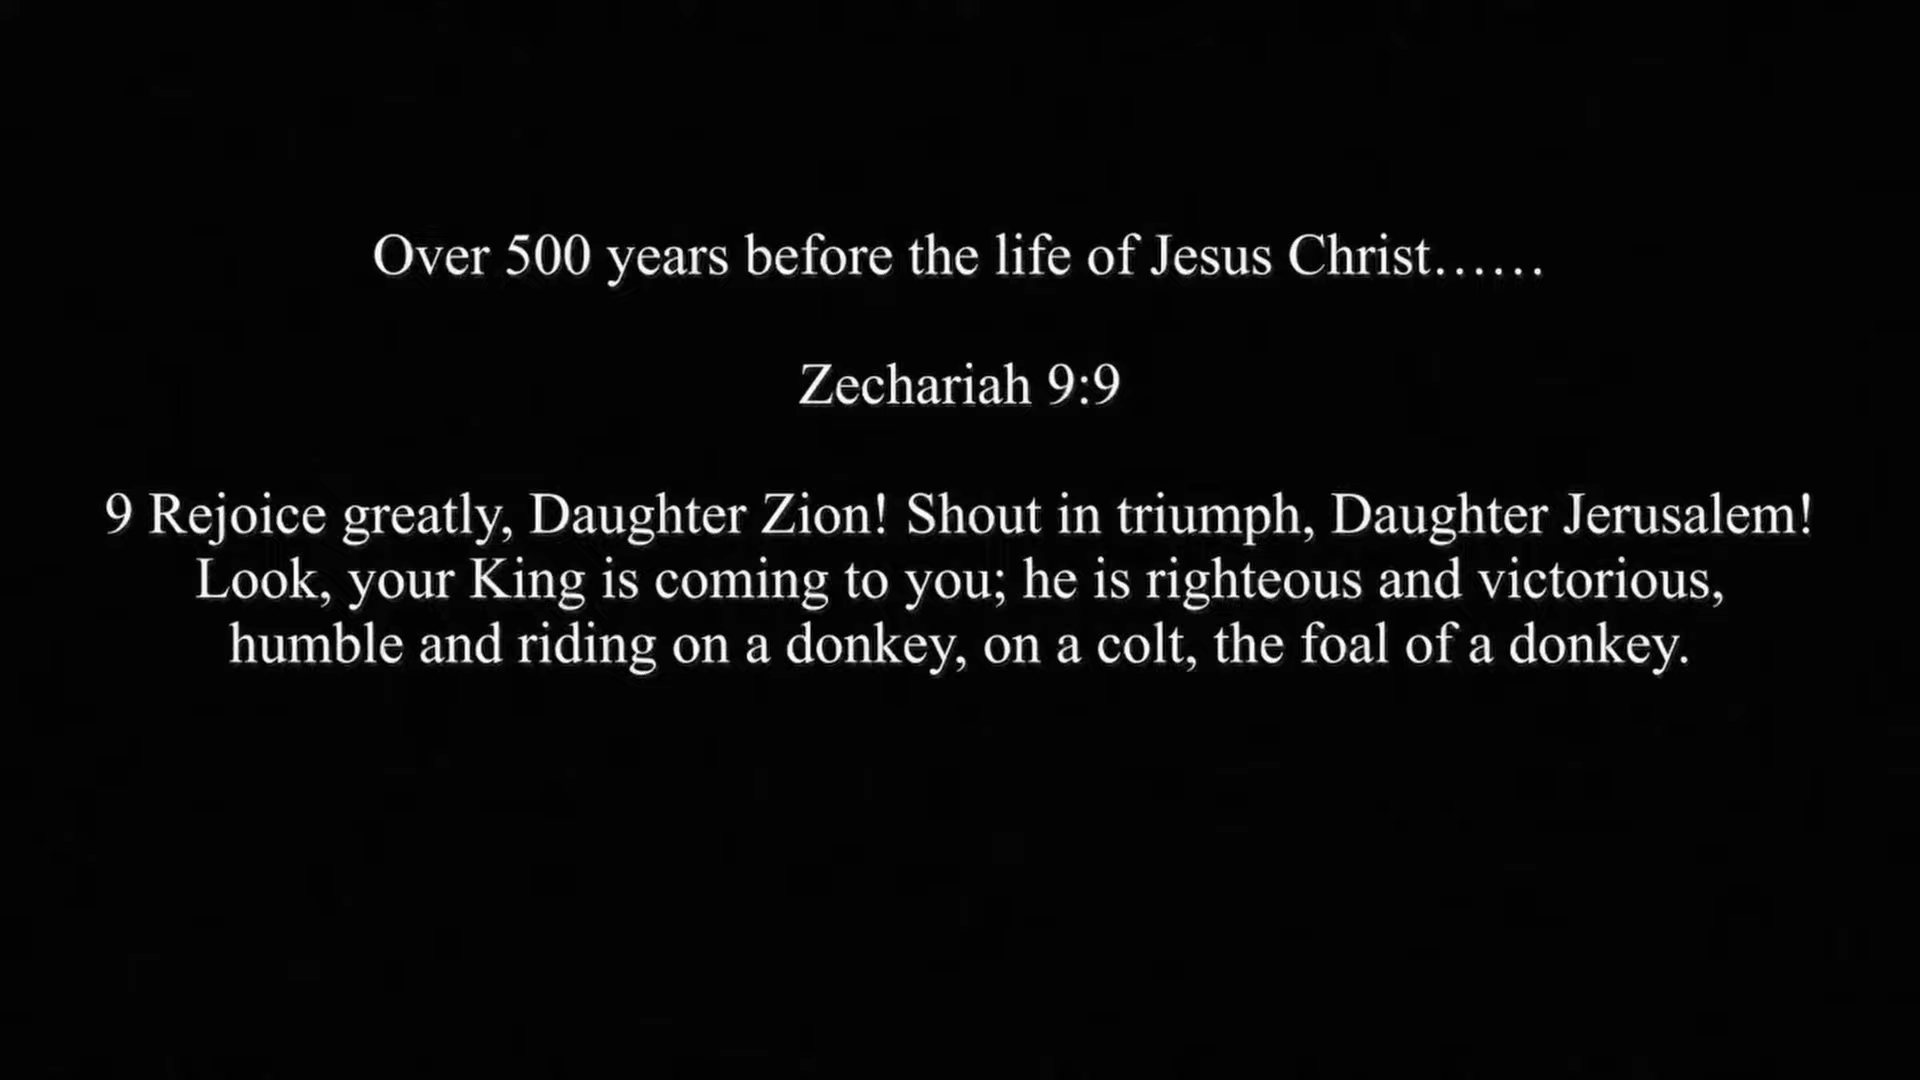 Over 500 years before the life of Jesus Christ……
Zechariah 9:9
9 Rejoice greatly, Daughter Zion! Shout in triumph, Daughter Jerusalem!
Look, your King is coming to you; he is righteous and victorious,
humble and riding on a donkey, on a colt, the foal of a donkey.